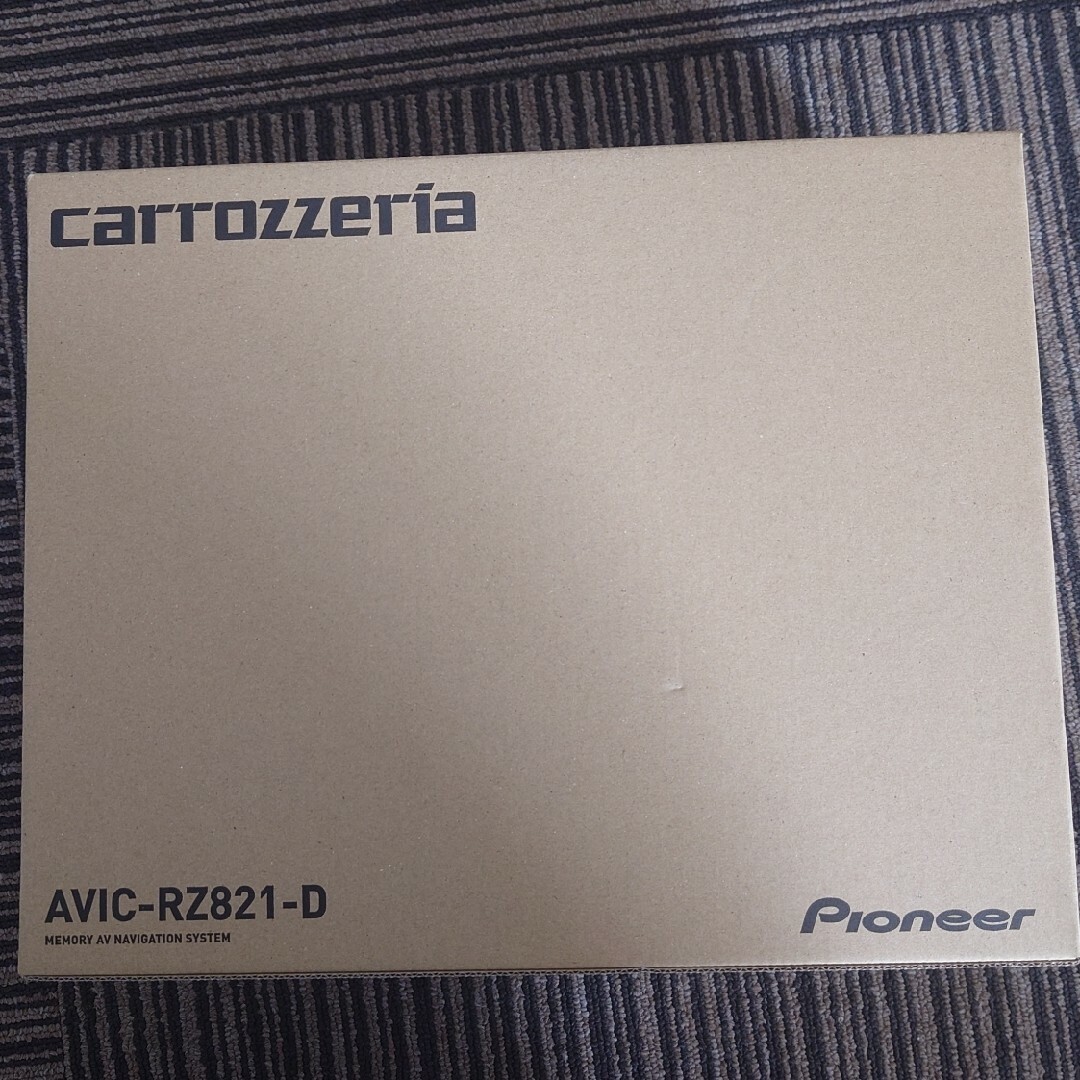 carrozzeria
AVIC-RZ821-D
MEMORY AV NAVIGATION SYSTEM
Pioneer